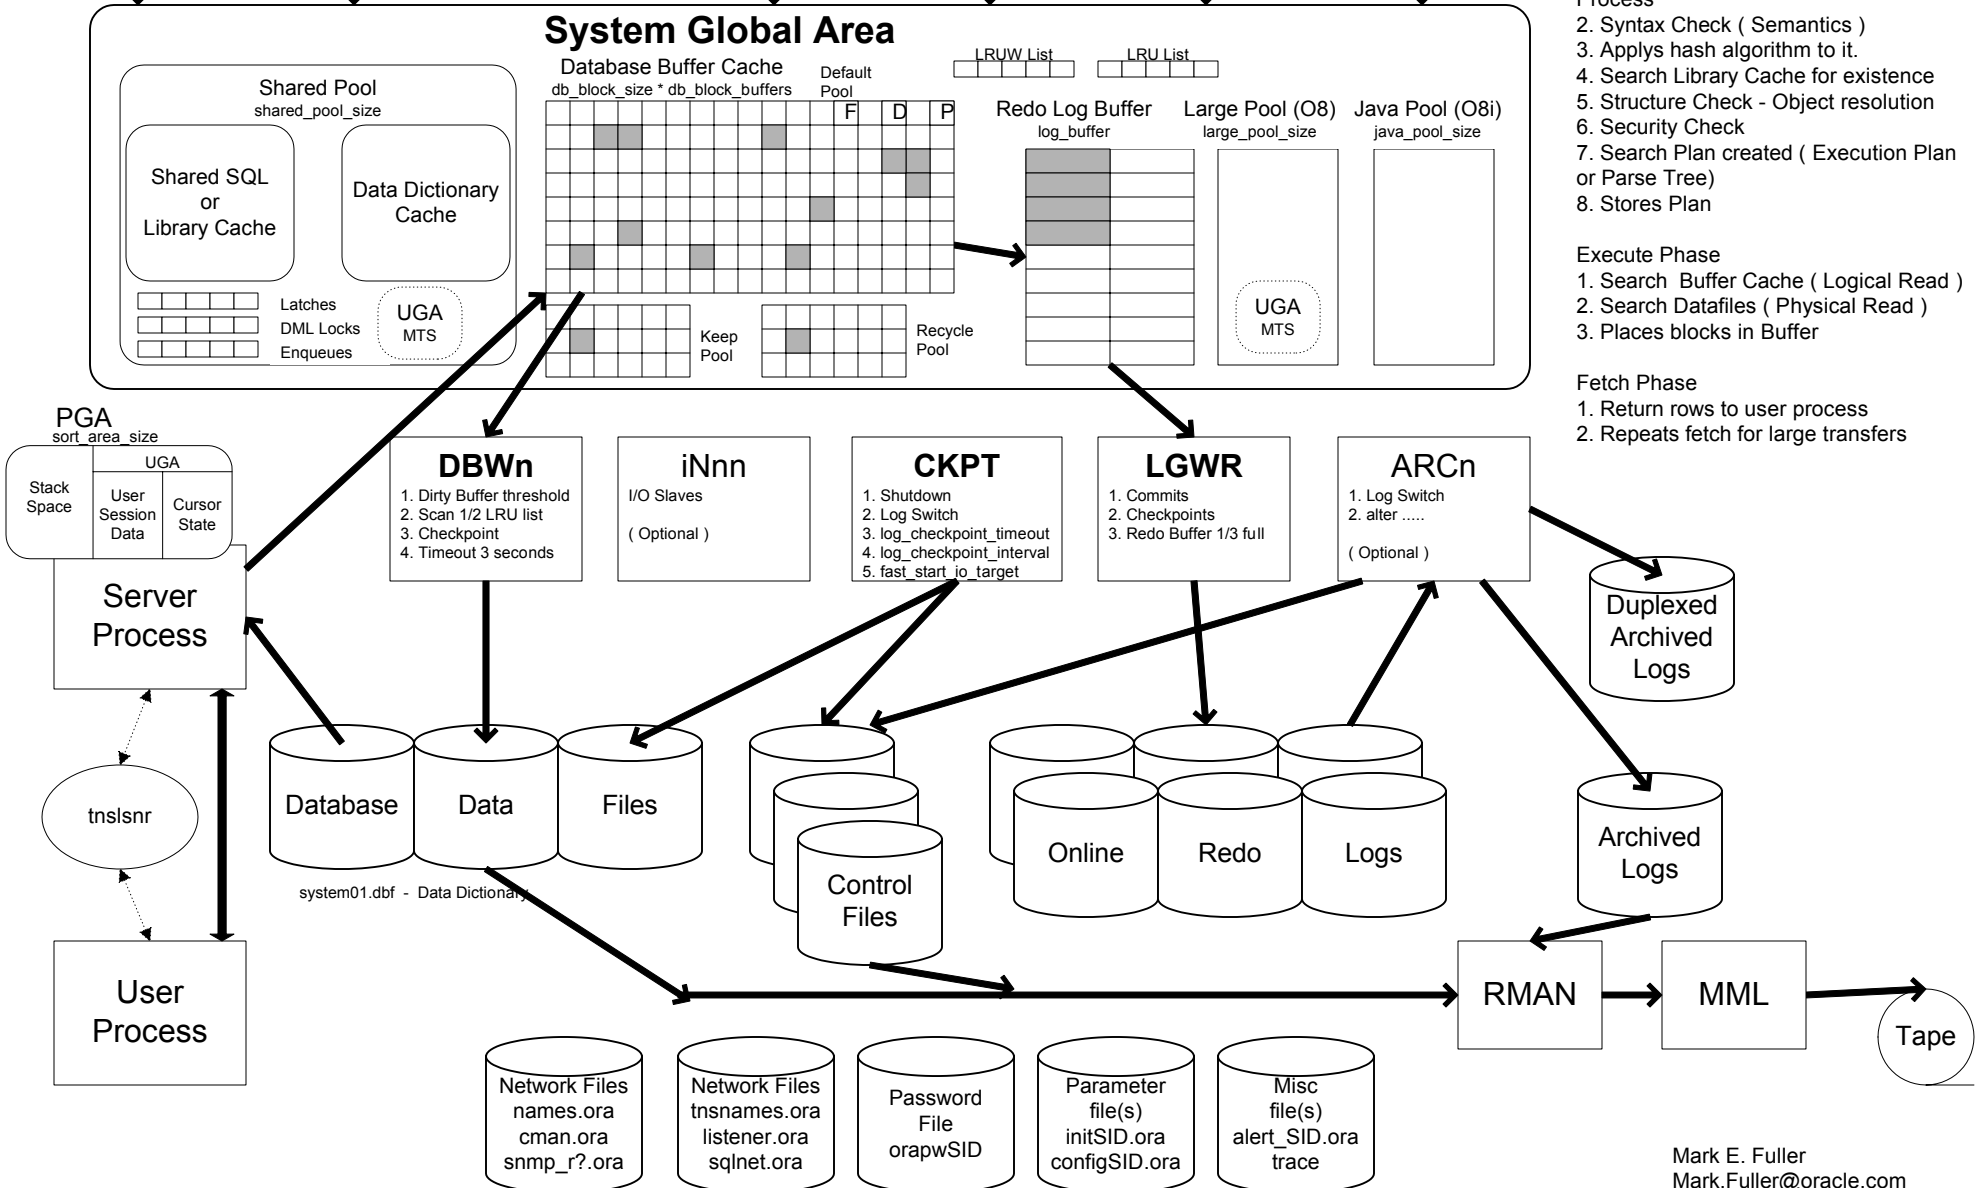 System Global Area
Shared Pool
shared_pool_size
Shared SQL
or
Library Cache
Data Dictionary
Cache
Latches
DML Locks
Enqueues
UGA
MTS
Database Buffer Cache
db_block_size * db_block_buffers
Default
Pool
F D P
Keep
Pool
Recycle
Pool
LRUW List
LRU List
Redo Log Buffer
log_buffer
Large Pool (O8)
large_pool_size
UGA
MTS
Java Pool (O8i)
java_pool_size
Process
2. Syntax Check ( Semantics )
3. Applys hash algorithm to it.
4. Search Library Cache for existence
5. Structure Check - Object resolution
6. Security Check
7. Search Plan created ( Execution Plan
or Parse Tree)
8. Stores Plan
Execute Phase
1. Search Buffer Cache ( Logical Read )
2. Search Datafiles ( Physical Read )
3. Places blocks in Buffer
Fetch Phase
1. Return rows to user process
2. Repeats fetch for large transfers
PGA
sort_area_size
Stack
Space
UGA
User
Session
Data
Cursor
State
Server
Process
DBWn
1. Dirty Buffer threshold
2. Scan 1/2 LRU list
3. Checkpoint
4. Timeout 3 seconds
iNnn
I/O Slaves
( Optional )
CKPT
1. Shutdown
2. Log Switch
3. log_checkpoint_timeout
4. log_checkpoint_interval
5. fast_start_io_target
LGWR
1. Commits
2. Checkpoints
3. Redo Buffer 1/3 full
ARCn
1. Log Switch
2. alter .....
( Optional )
Duplexed
Archived
Logs
tnslsnr
Database
Data
Files
system01.dbf - Data Dictionary
Control
Files
Online
Redo
Logs
Archived
Logs
User
Process
RMAN
MML
Tape
Network Files
names.ora
cman.ora
snmp_r?.ora
Network Files
tnsnames.ora
listener.ora
sqlnet.ora
Password
File
orapwSID
Parameter
file(s)
initSID.ora
configSID.ora
Misc
file(s)
alert_SID.ora
trace
Mark E. Fuller
Mark.Fuller@oracle.com